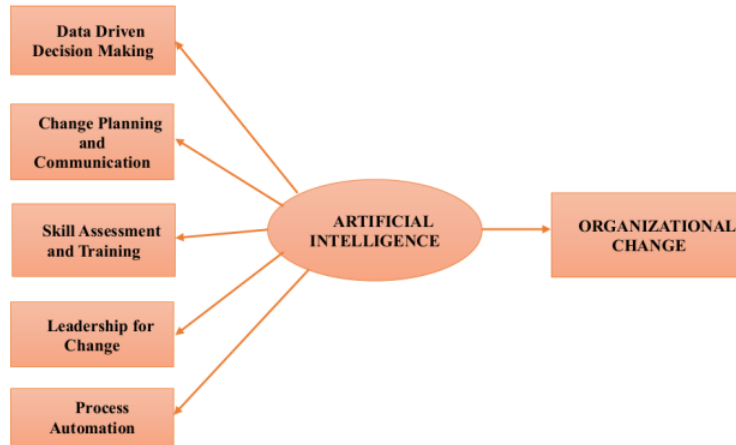 Data Driven
Decision Making
Change Planning
and
Communication
Skill Assessment
and Training
Leadership for
Change
Process
Automation
ARTIFICIAL
INTELLIGENCE
ORGANIZATIONAL
CHANGE